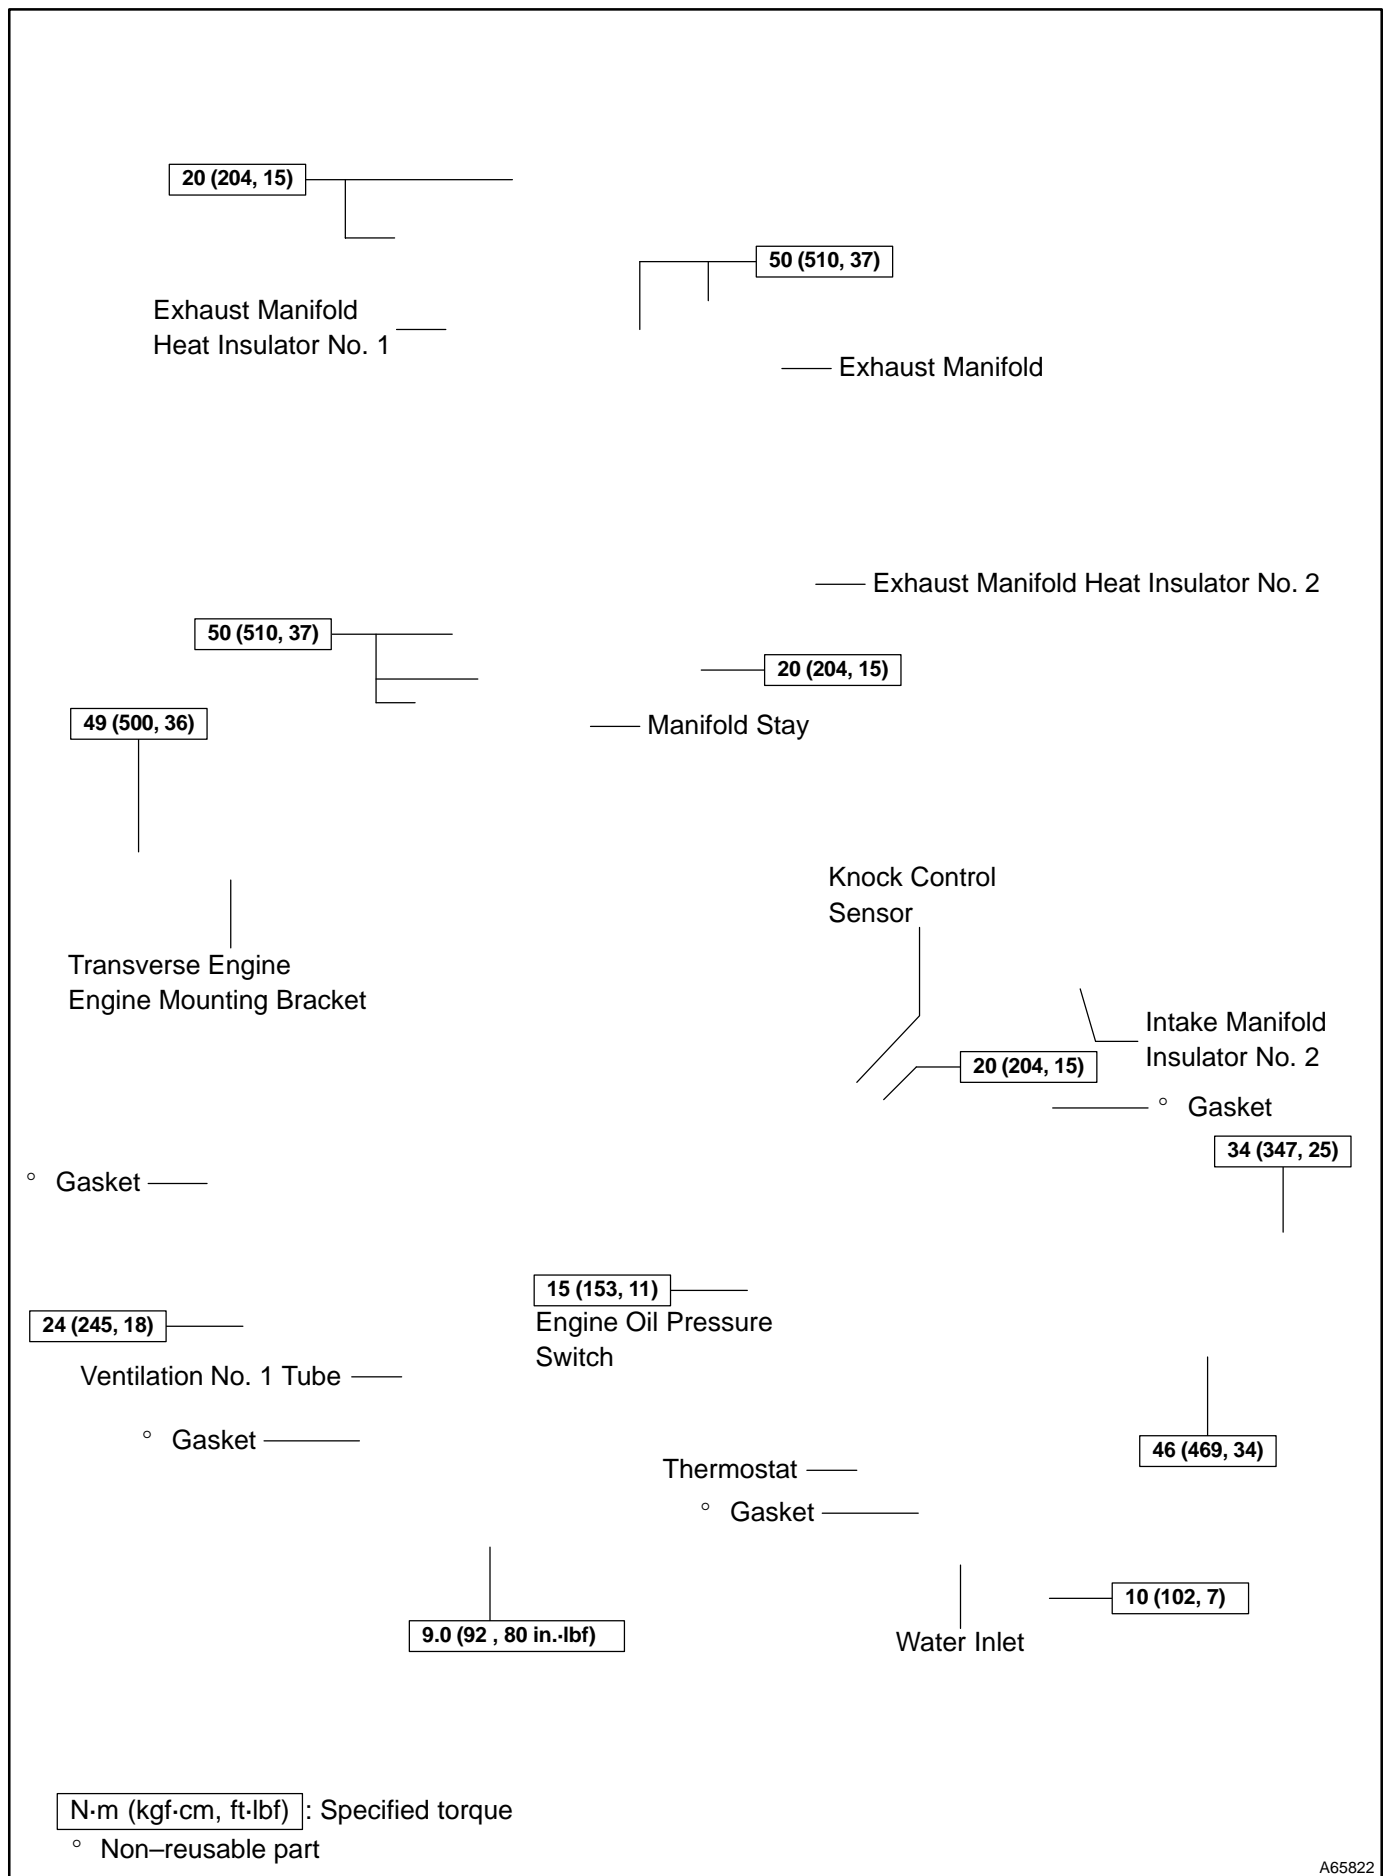 20 (204, 15)
50 (510, 37)
Exhaust Manifold
Heat Insulator No. 1
Exhaust Manifold
Exhaust Manifold Heat Insulator No. 2
50 (510, 37)
20 (204, 15)
49 (500, 36)
Manifold Stay
Knock Control
Sensor
Transverse Engine
Engine Mounting Bracket
Intake Manifold
Insulator No. 2
20 (204, 15)
° Gasket
34 (347, 25)
° Gasket
15 (153, 11)
Engine Oil Pressure
Switch
24 (245, 18)
Ventilation No. 1 Tube
° Gasket
46 (469, 34)
Thermostat
° Gasket
10 (102, 7)
9.0 (92 , 80 in.·lbf)
Water Inlet
N·m (kgf·cm, ft·lbf) : Specified torque
° Non–reusable part
A65822